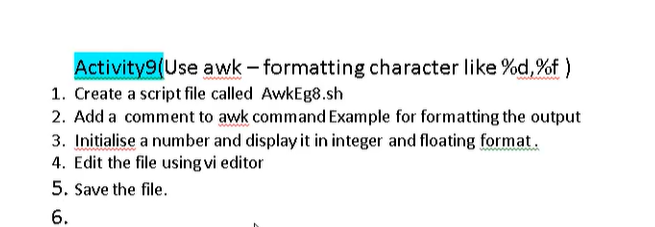 Activity9(Use awk – formatting character like %d,%f )
1. Create a script file called AwkEg8.sh
2. Add a comment to awk command Example for formatting the output
3. Initialise a number and display it in integer and floating format.
4. Edit the file using vi editor
5. Save the file.
6.